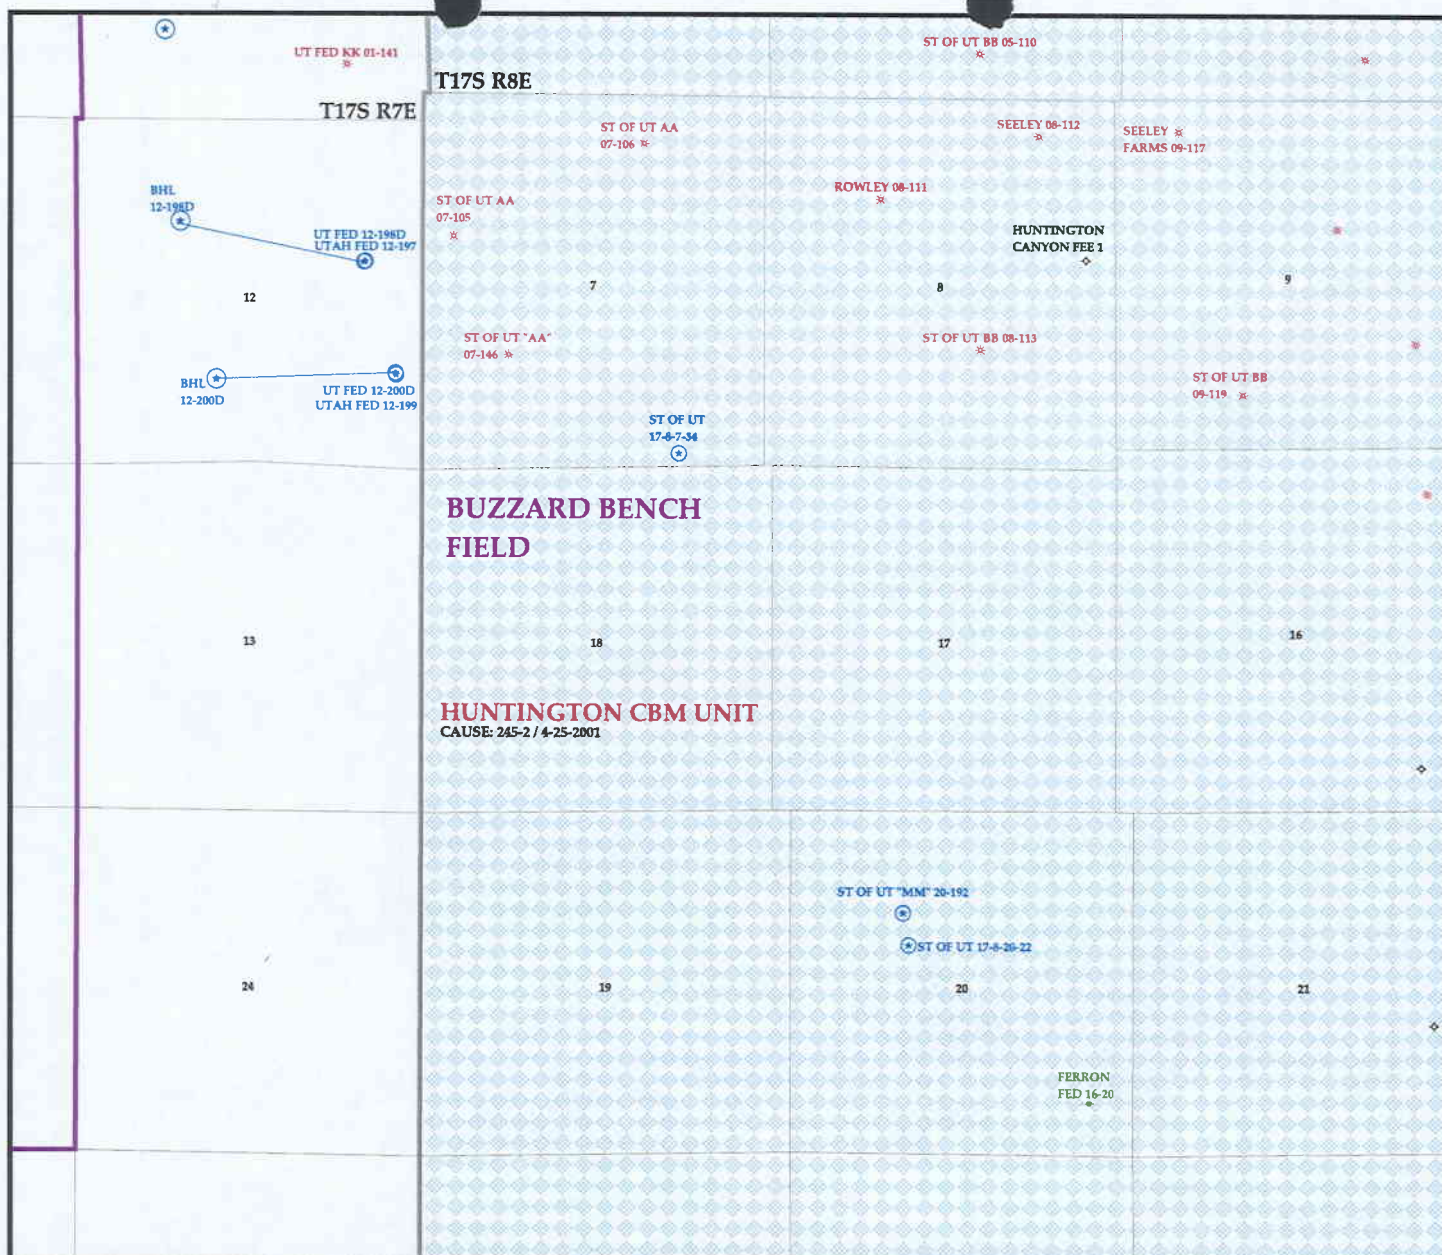 UT FED KK 01-141
ST OF UT BB 05-110
T17S R8E
T17S R7E
ST OF UT AA
07-106
SEELEY 08-112
SEELEY
FARMS 09-117
BHL
12-198D
ROWLEY 08-111
ST OF UT AA
07-105
UT FED 12-198D
UTAH FED 12-197
HUNTINGTON
CANYON FEE 1
12
7
8
9
ST OF UT "AA"
07-146
ST OF UT BB 08-113
BHL
12-200D
UT FED 12-200D
UTAH FED 12-199
ST OF UT BB
09-119
ST OF UT
17-8-7-34
BUZZARD BENCH
FIELD
13
18
17
16
HUNTINGTON CBM UNIT
CAUSE: 245-2 / 4-25-2001
ST OF UT "MM" 20-192
ST OF UT 17-8-20-22
24
19
20
21
FERRON
FED 16-20